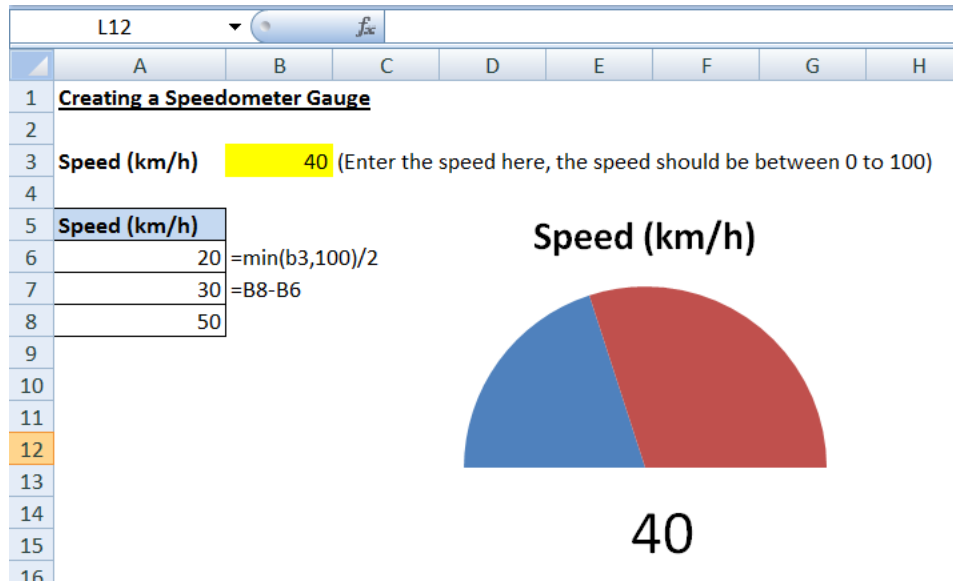 L12 fx
A B C D E F G H
1 Creating a Speedometer Gauge
2
3 Speed (km/h) 40 (Enter the speed here, the speed should be between 0 to 100)
4
5 Speed (km/h)
Speed (km/h)
6 20 =min(b3,100)/2
7 30 =B8-B6
8 50
9
10
11
12
13
14
15 40
16